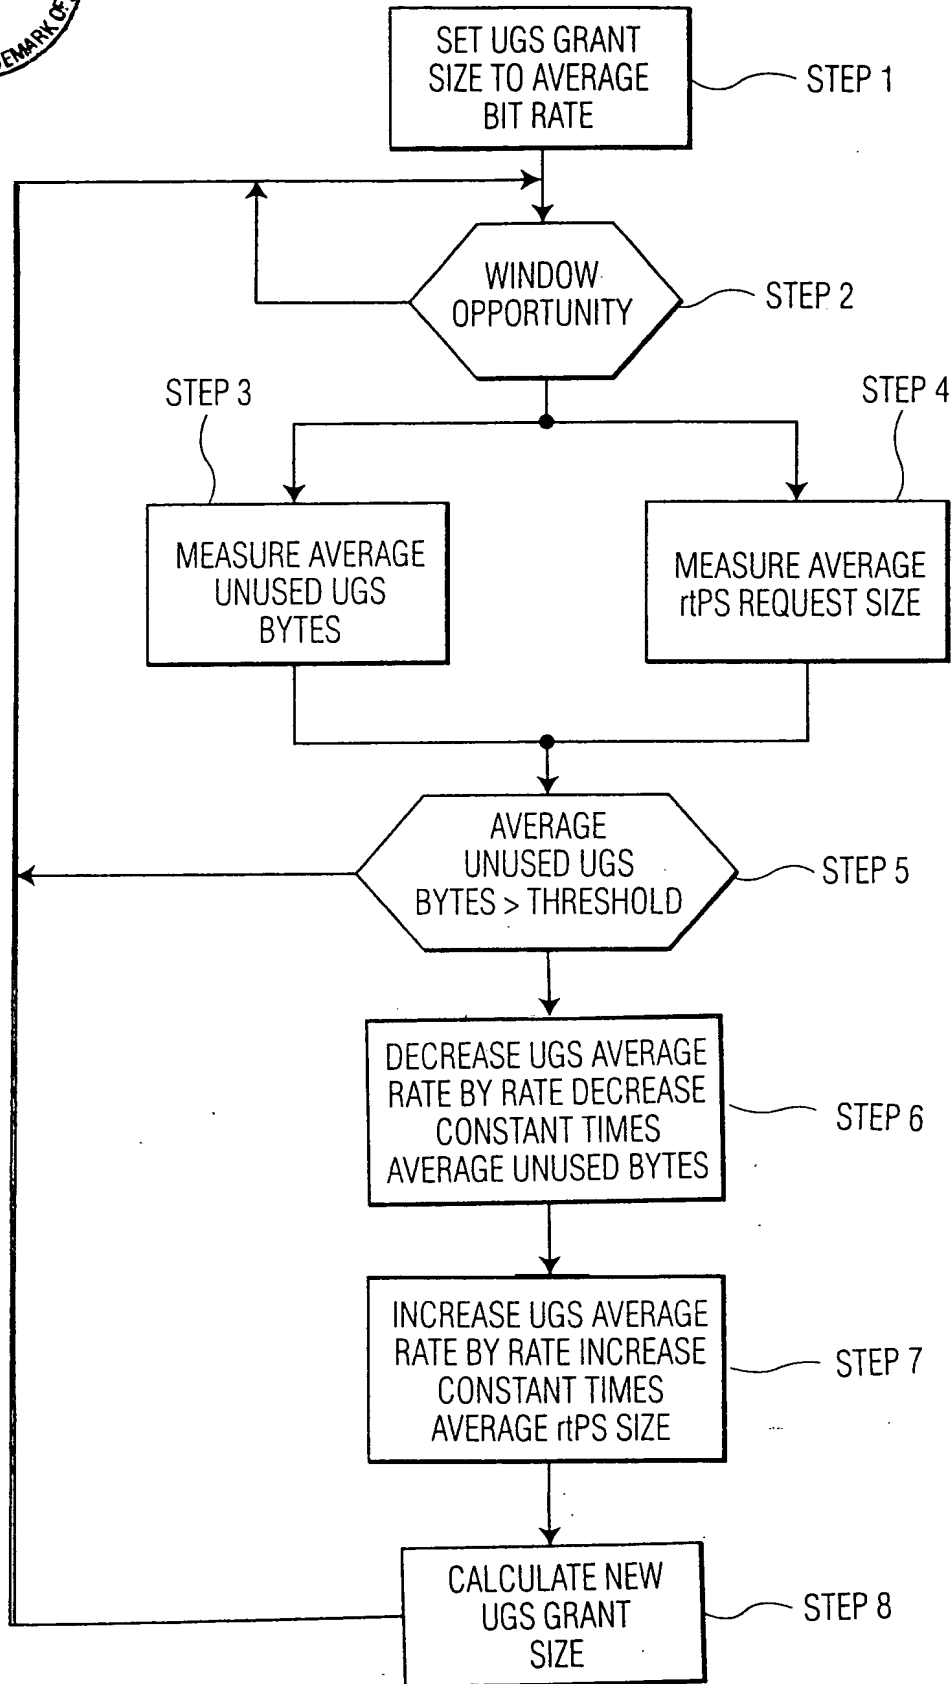 EMARK OF
SET UGS GRANT
SIZE TO AVERAGE
BIT RATE
STEP 1
WINDOW
OPPORTUNITY
STEP 2
STEP 3
STEP 4
MEASURE AVERAGE
UNUSED UGS
BYTES
MEASURE AVERAGE
rtPS REQUEST SIZE
AVERAGE
UNUSED UGS
BYTES > THRESHOLD
STEP 5
DECREASE UGS AVERAGE
RATE BY RATE DECREASE
CONSTANT TIMES
AVERAGE UNUSED BYTES
STEP 6
INCREASE UGS AVERAGE
RATE BY RATE INCREASE
CONSTANT TIMES
AVERAGE rtPS SIZE
STEP 7
CALCULATE NEW
UGS GRANT
SIZE
STEP 8